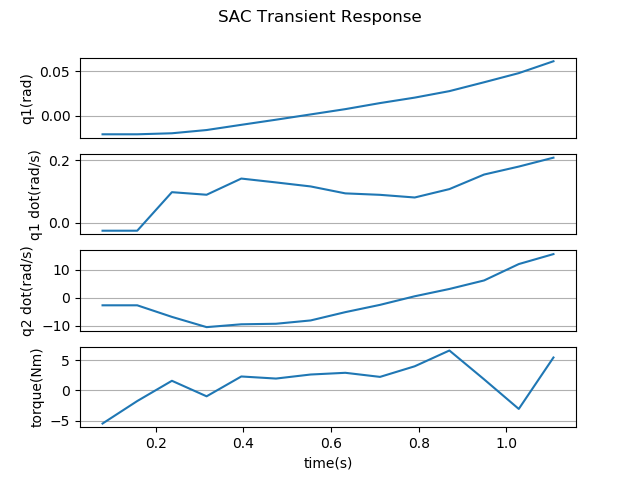 SAC Transient Response
q1(rad)
0.05
0.00
q1 dot(rad/s)
0.2
0.0
q2 dot(rad/s)
10
0
−10
torque(Nm)
5
0
−5
0.2 0.4 0.6 0.8 1.0
time(s)